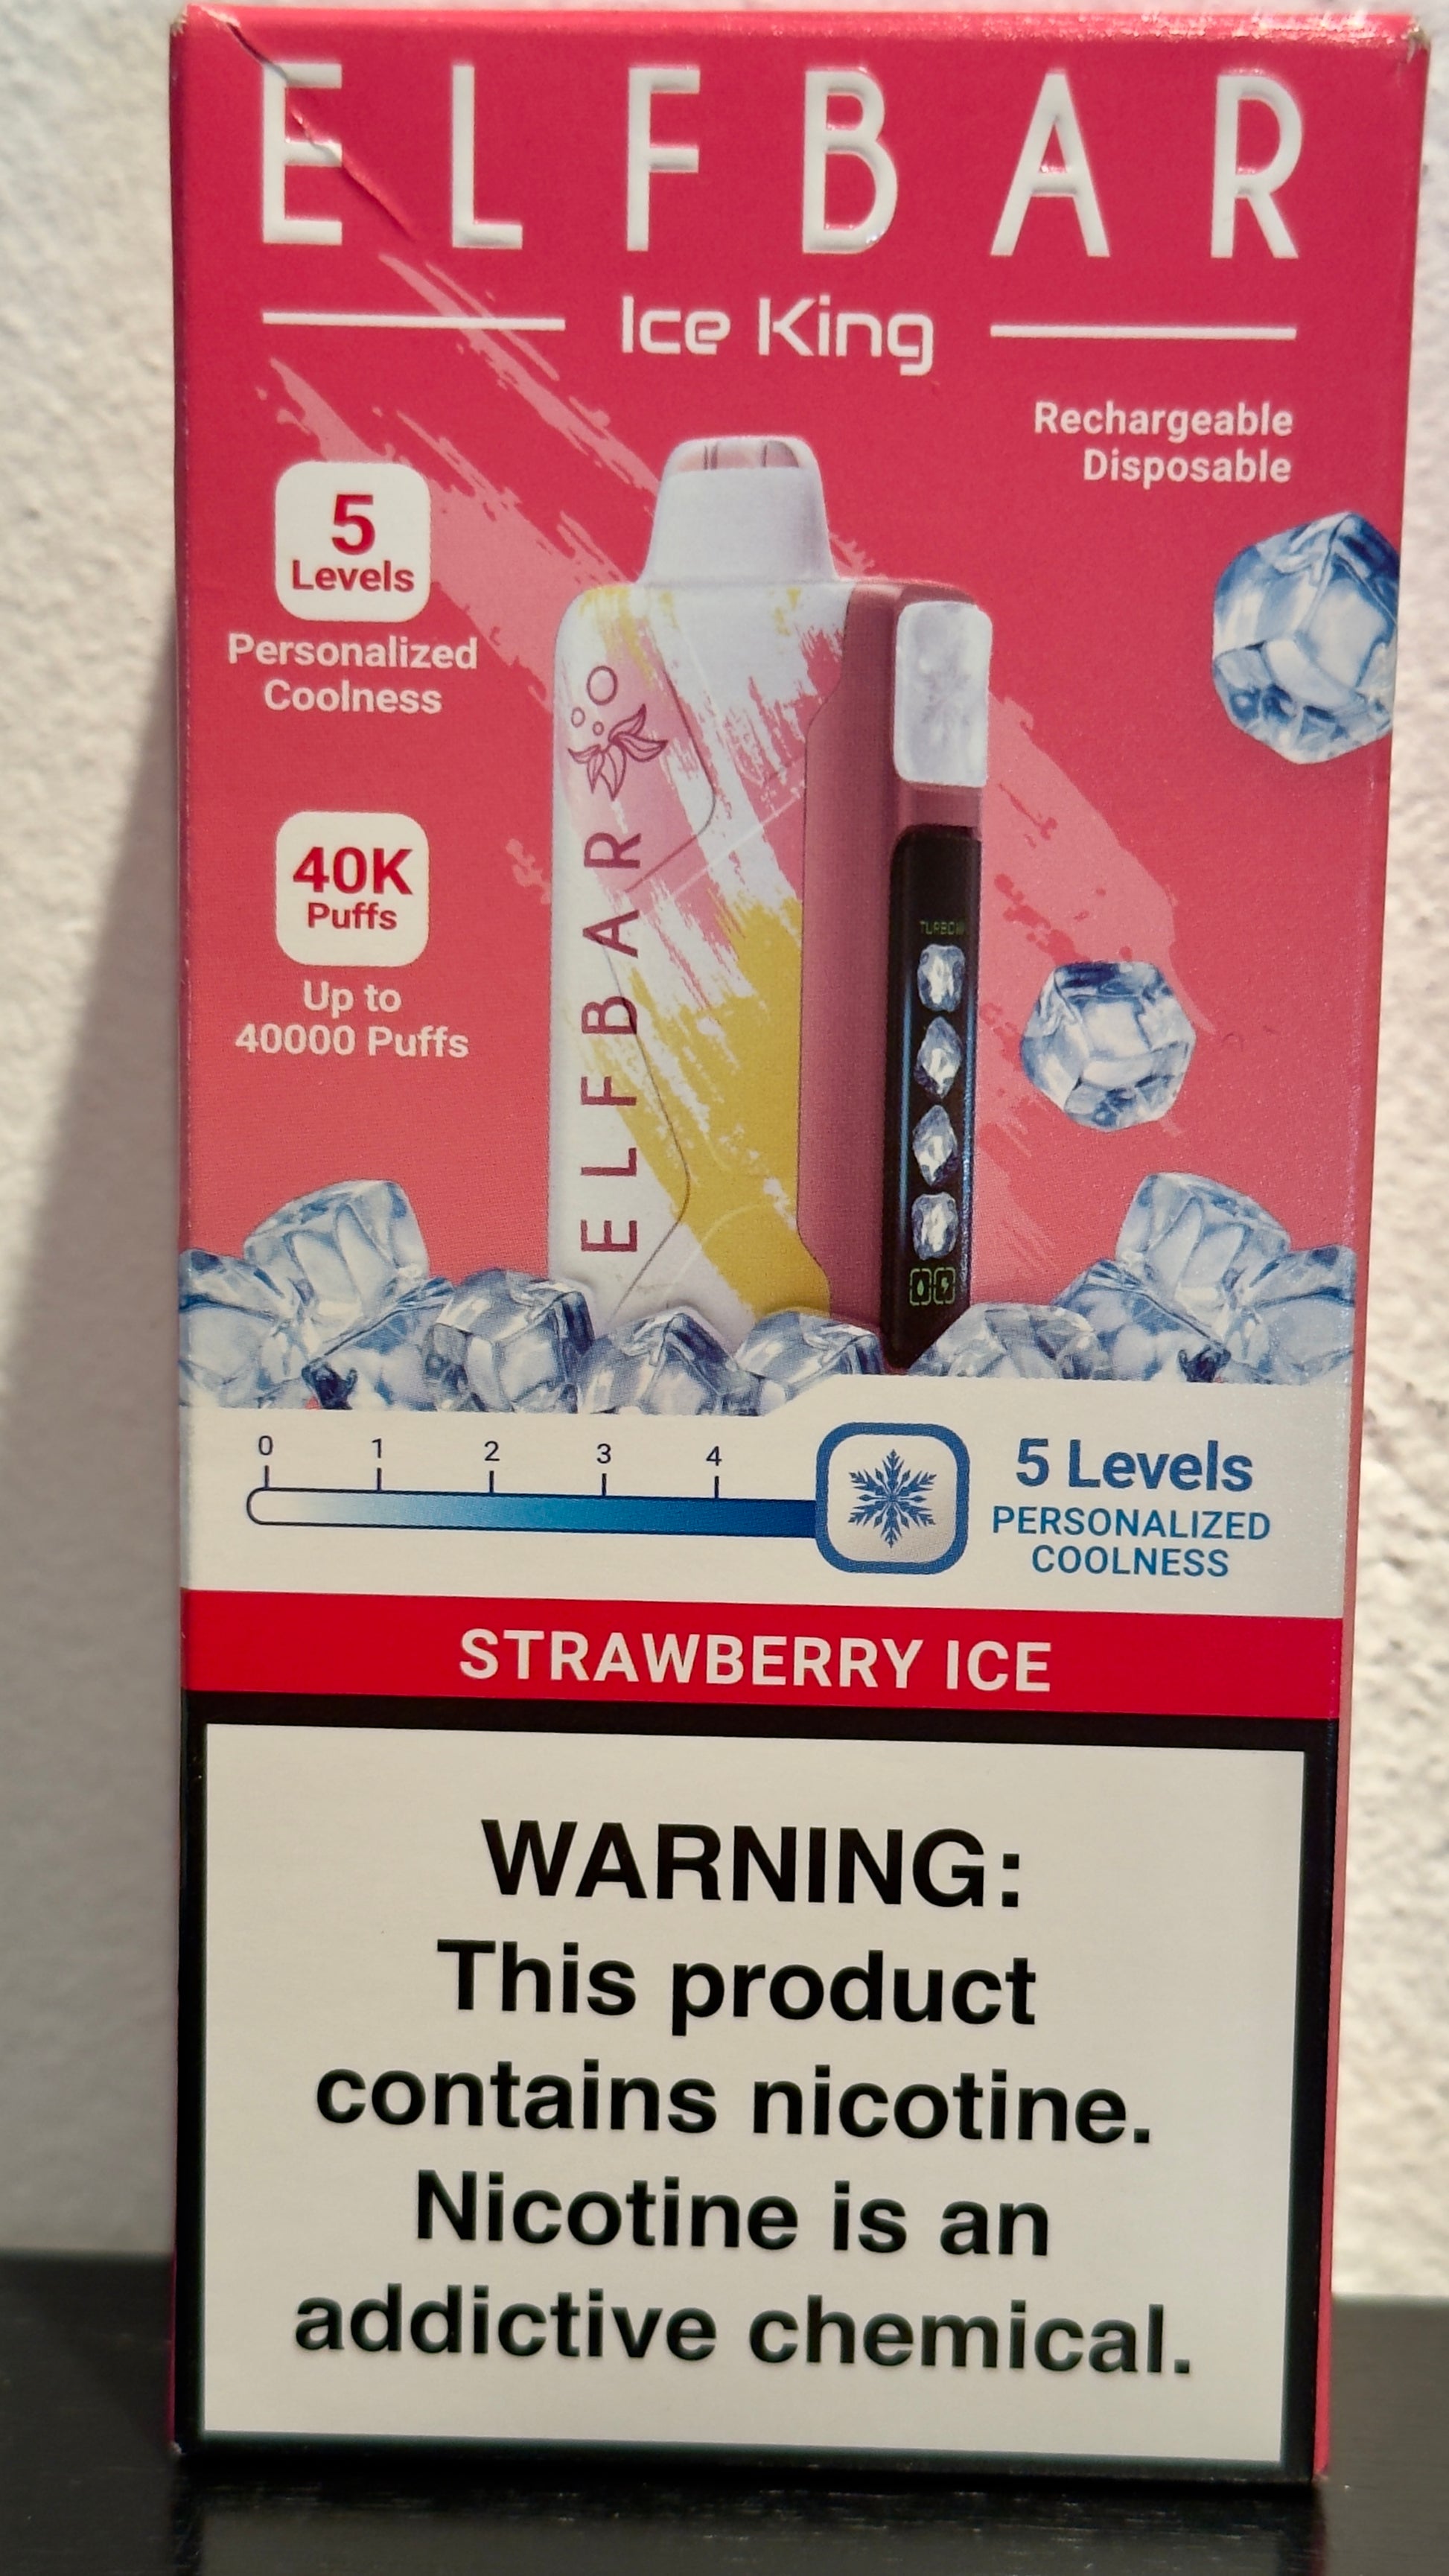 ELFBAR
Ice King
Rechargeable
Disposable
5
Levels
Personalized
Coolness
40K
Puffs
Up to
40000 Puffs
ELFBAR
0 1 2 3 4
5 Levels
PERSONALIZED
COOLNESS
STRAWBERRY ICE
WARNING:
This product
contains nicotine.
Nicotine is an
addictive chemical.